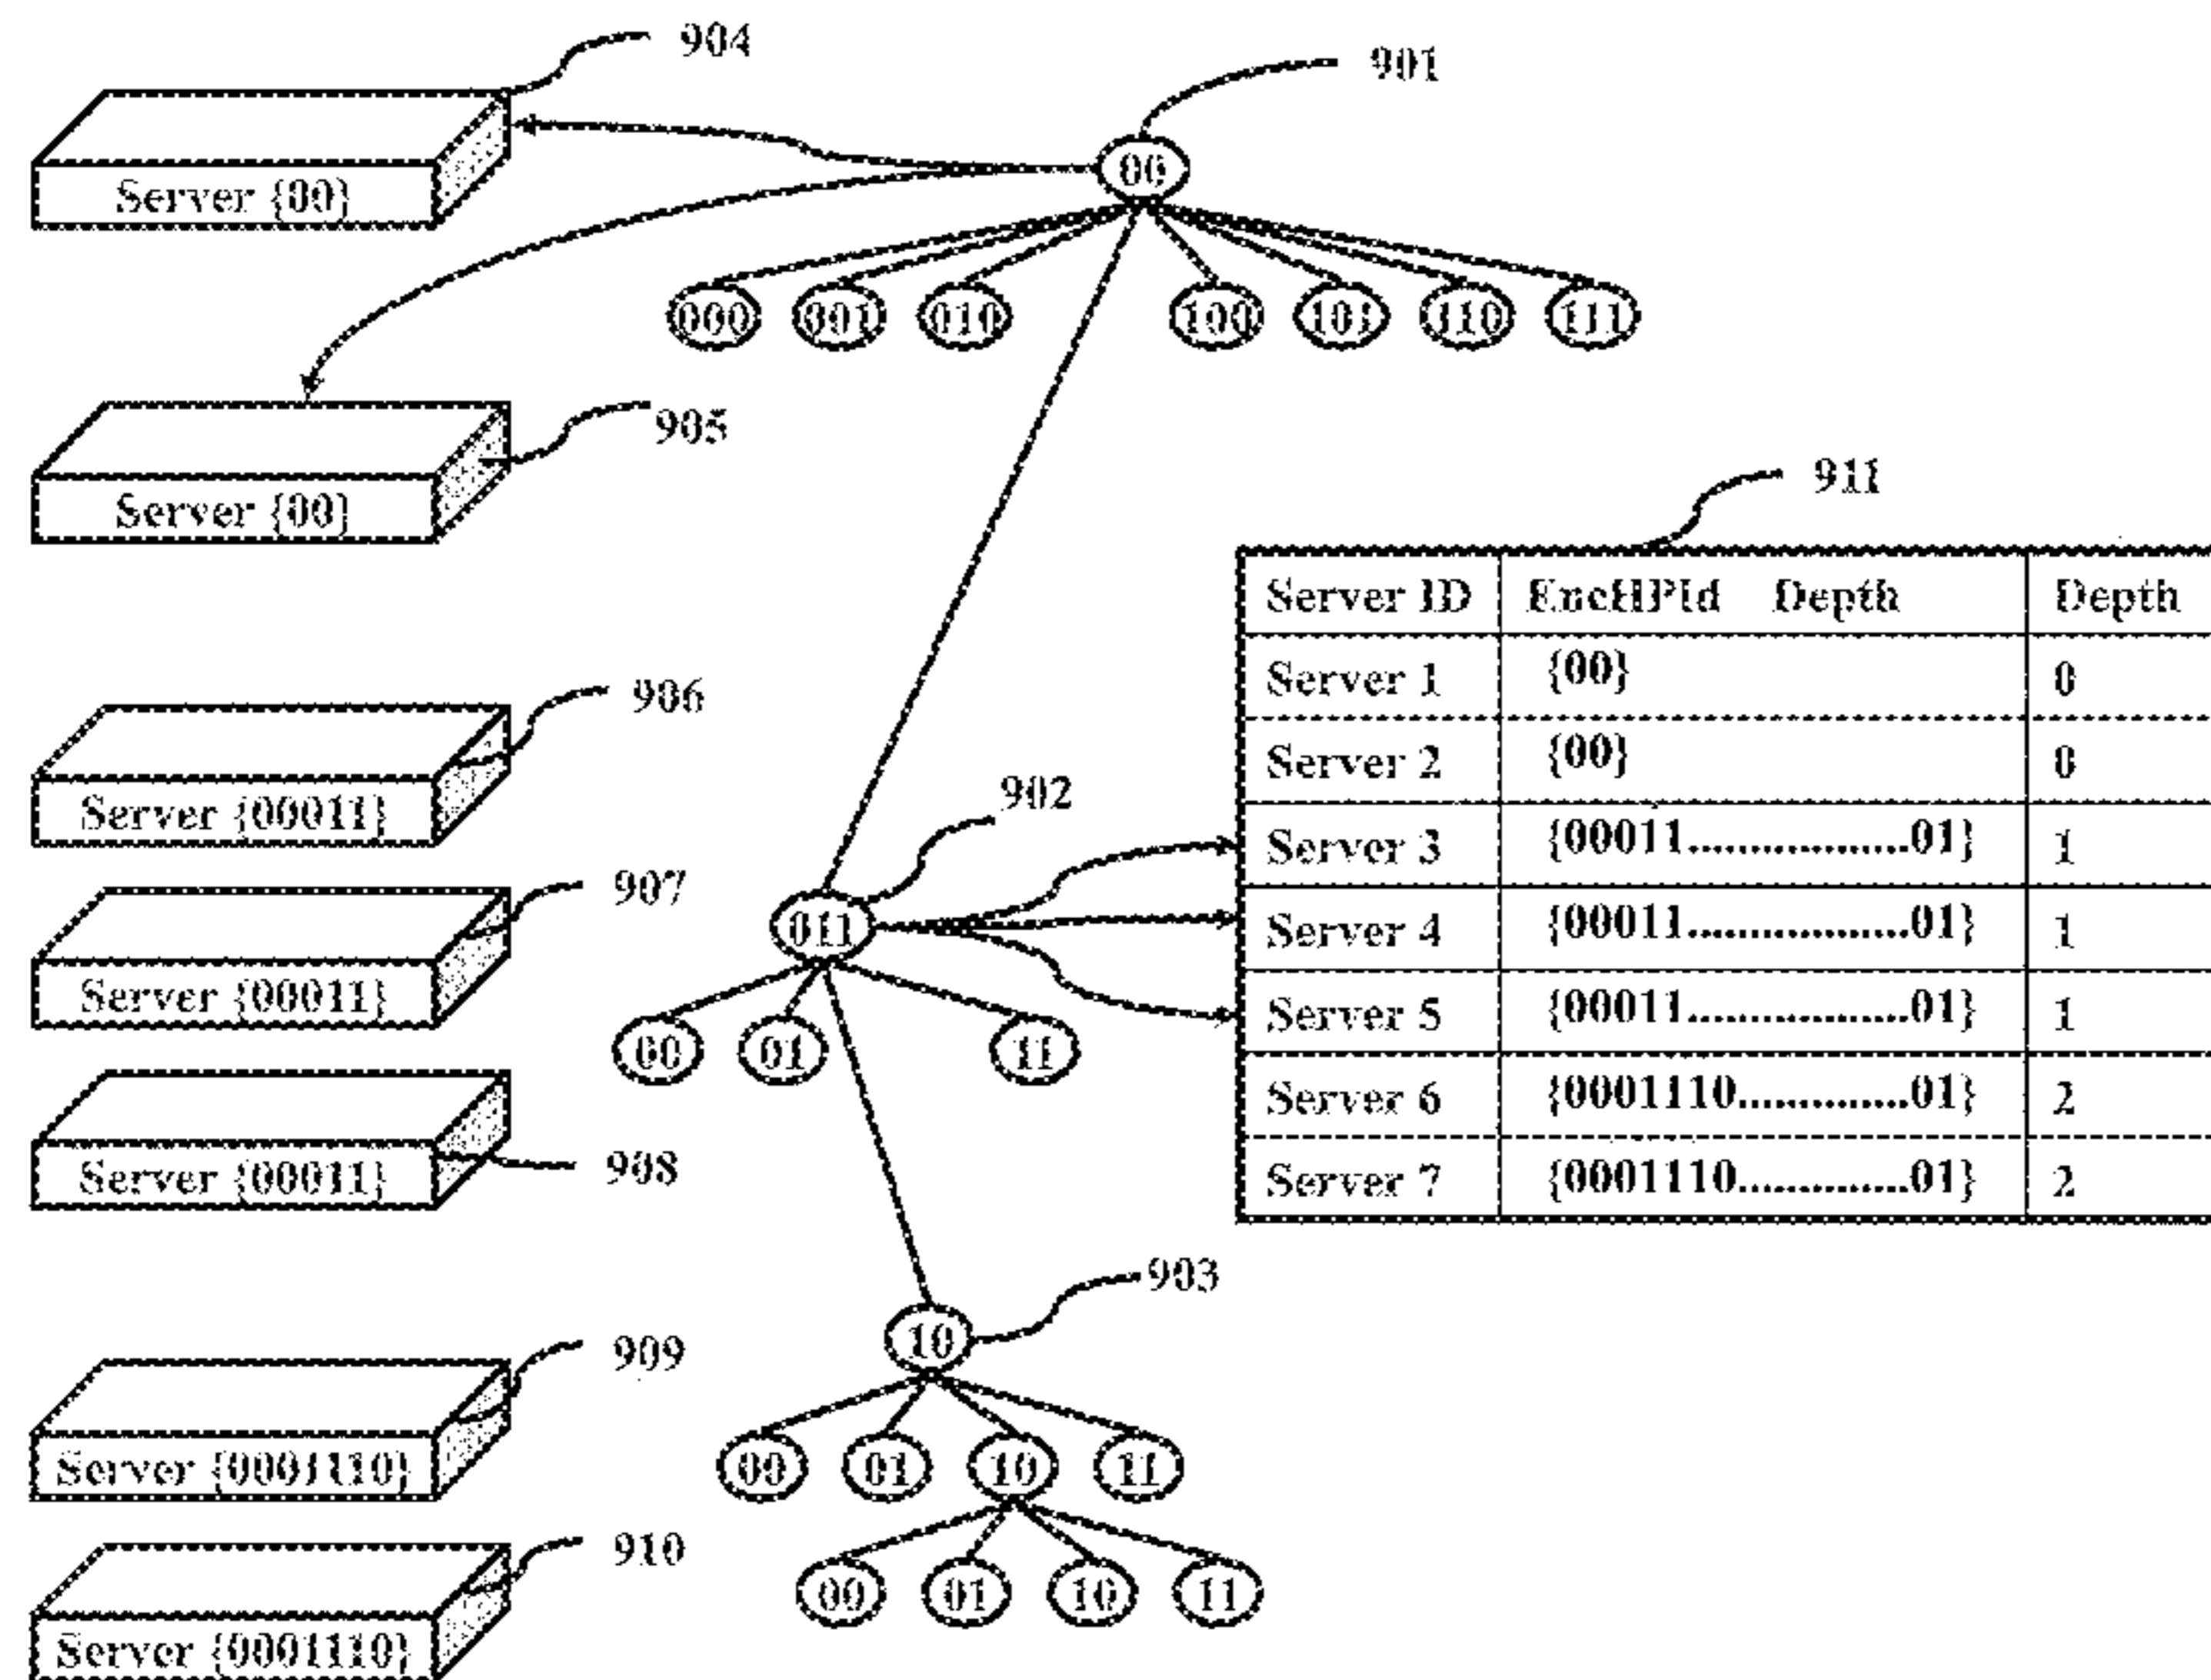 904
901
00
Server {00}
000 001 010 100 101 110 111
905
Server {00}
911
Server ID EncHPId Depth Depth
Server 1 {00} 0
Server 2 {00} 0
Server 3 {00011..................01} 1
Server 4 {00011..................01} 1
Server 5 {00011..................01} 1
Server 6 {0001110..............01} 2
Server 7 {0001110..............01} 2
906
Server {00011}
902
011
907
Server {00011}
00 01 11
908
Server {00011}
903
10
909
Server {0001110}
00 01 10 11
910
00 01 10 11
Server {0001110}